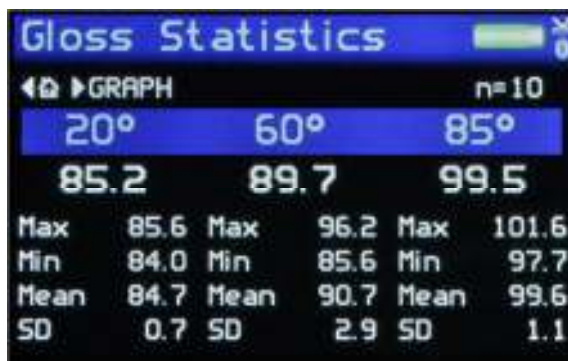 Gloss Statistics
GRAPH n=10
20° 60° 85°
85.2 89.7 99.5
Max 85.6 Max 96.2 Max 101.6
Min 84.0 Min 85.6 Min 97.7
Mean 84.7 Mean 90.7 Mean 99.6
SD 0.7 SD 2.9 SD 1.1